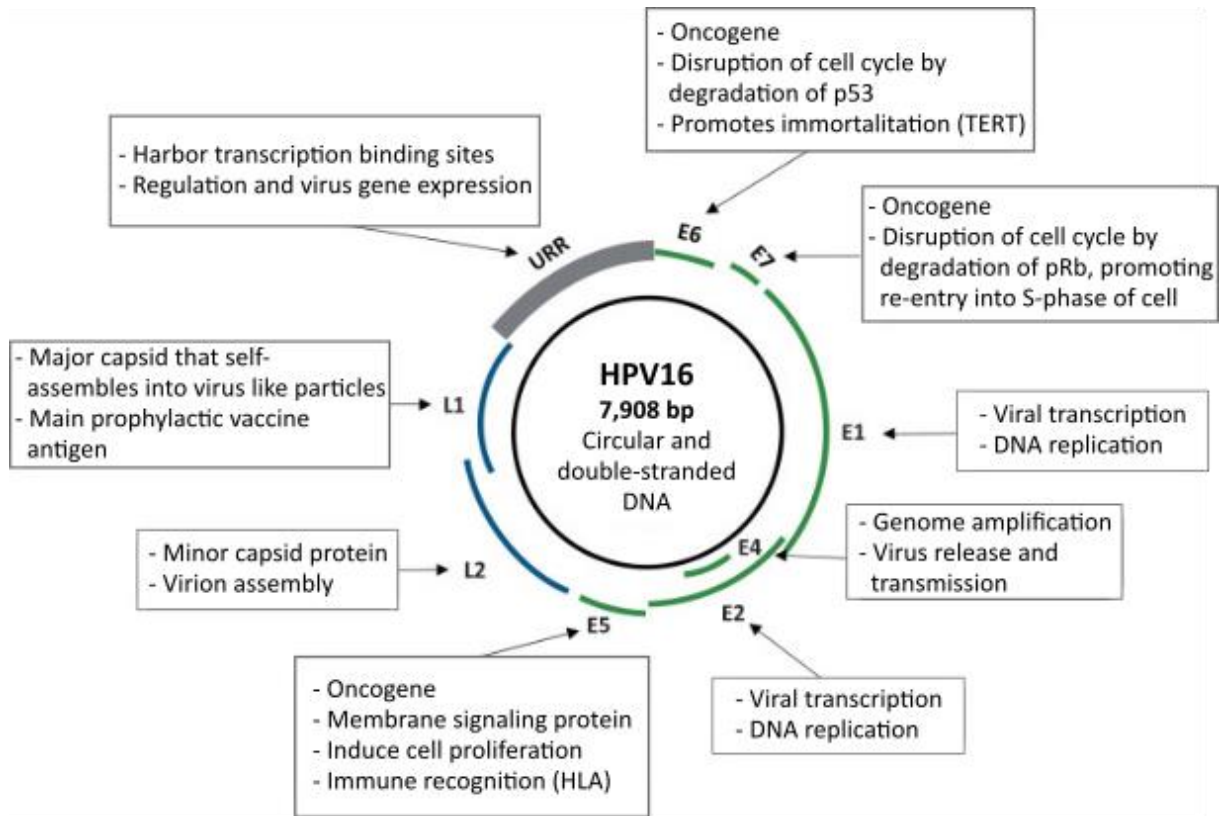 - Oncogene
- Disruption of cell cycle by
degradation of p53
- Promotes immortalitation (TERT)
- Harbor transcription binding sites
- Regulation and virus gene expression
- Oncogene
- Disruption of cell cycle by
degradation of pRb, promoting
re-entry into S-phase of cell
URR
E6
E7
- Major capsid that self-
assembles into virus like particles
- Main prophylactic vaccine
antigen
L1
HPV16
7,908 bp
Circular and
double-stranded
DNA
E1
- Viral transcription
- DNA replication
- Minor capsid protein
- Virion assembly
L2
E4
- Genome amplification
- Virus release and
transmission
E5
E2
- Oncogene
- Membrane signaling protein
- Induce cell proliferation
- Immune recognition (HLA)
- Viral transcription
- DNA replication